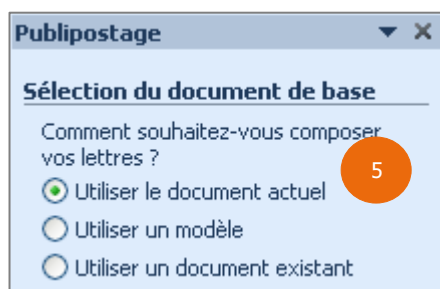 Publipostage
Sélection du document de base
Comment souhaitez-vous composer
vos lettres ?
5
Utiliser le document actuel
Utiliser un modèle
Utiliser un document existant